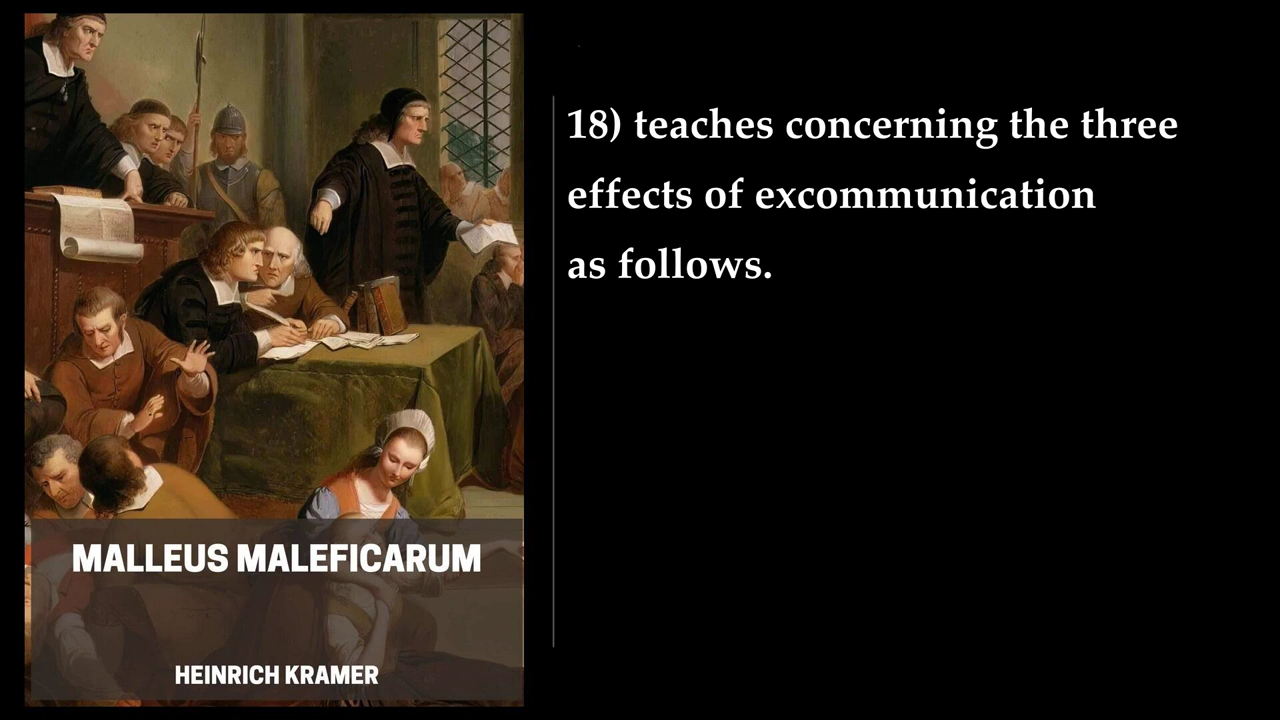 MALLEUS MALEFICARUM
HEINRICH KRAMER
18) teaches concerning the three
effects of excommunication
as follows.